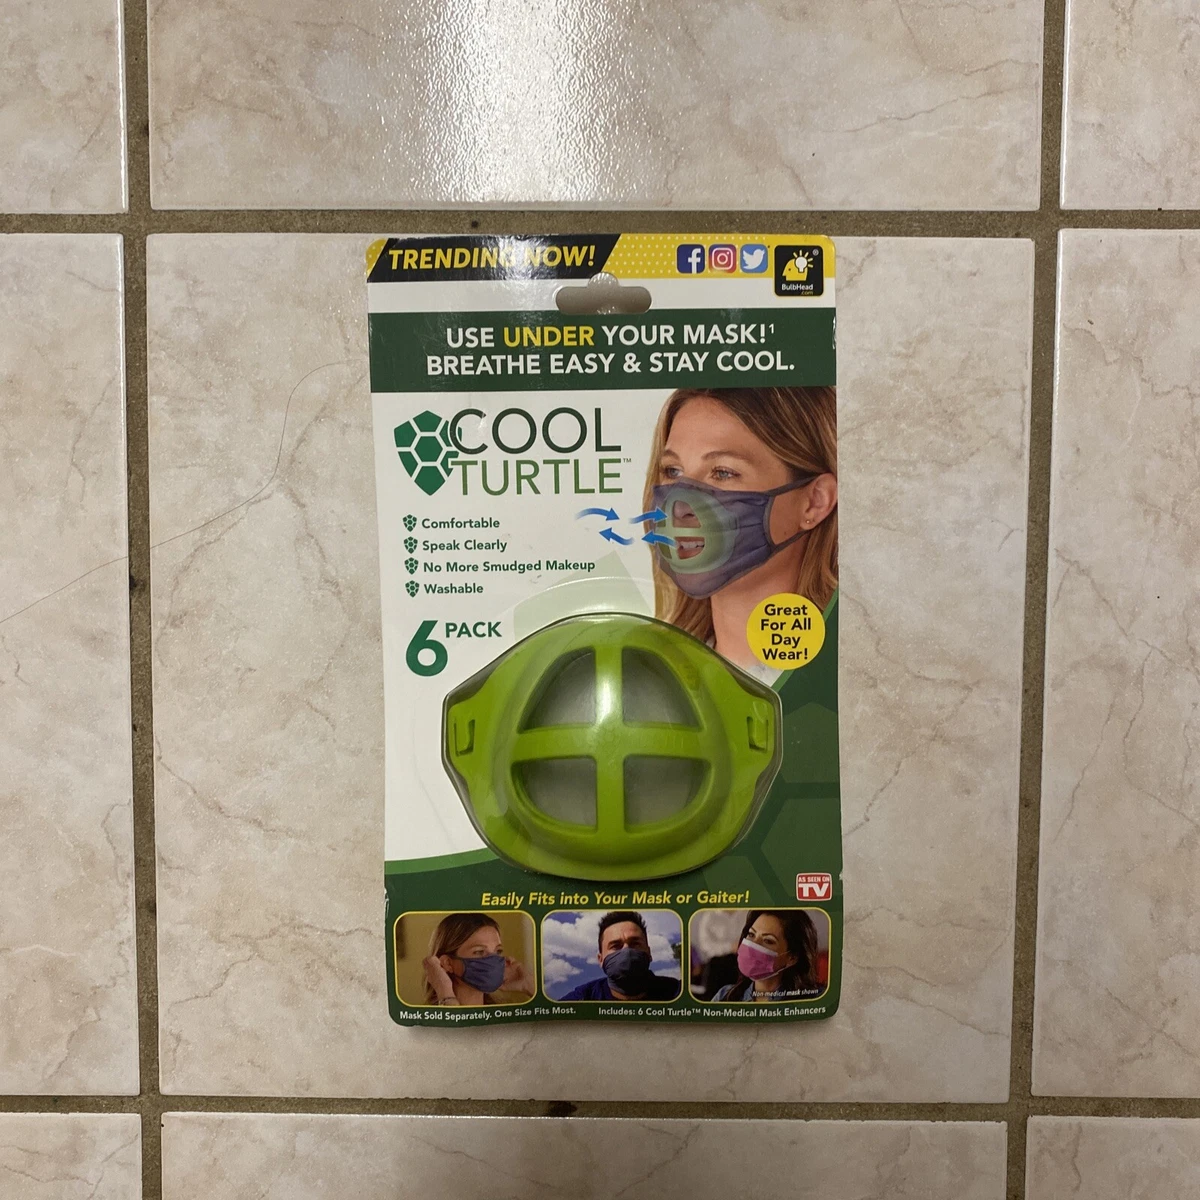 TRENDING NOW!
BulbHead
.com
USE UNDER YOUR MASK!¹
BREATHE EASY & STAY COOL.
COOL
TURTLE™
Comfortable
Speak Clearly
No More Smudged Makeup
Washable
6 PACK
Great
For All
Day
Wear!
AS SEEN ON
TV
Easily Fits into Your Mask or Gaiter!
Non-medical mask shown
Mask Sold Separately. One Size Fits Most.
Includes: 6 Cool Turtle™ Non-Medical Mask Enhancers